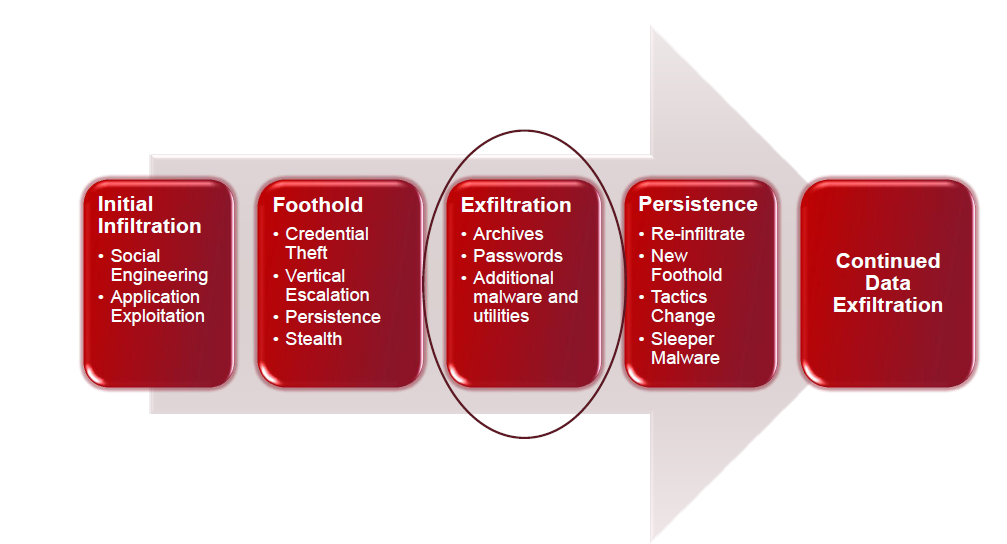 Initial
Infiltration
• Social
Engineering
• Application
Exploitation
Foothold
• Credential
Theft
• Vertical
Escalation
• Persistence
• Stealth
Exfiltration
• Archives
• Passwords
• Additional
malware and
utilities
Persistence
• Re-infiltrate
• New
Foothold
• Tactics
Change
• Sleeper
Malware
Continued
Data
Exfiltration